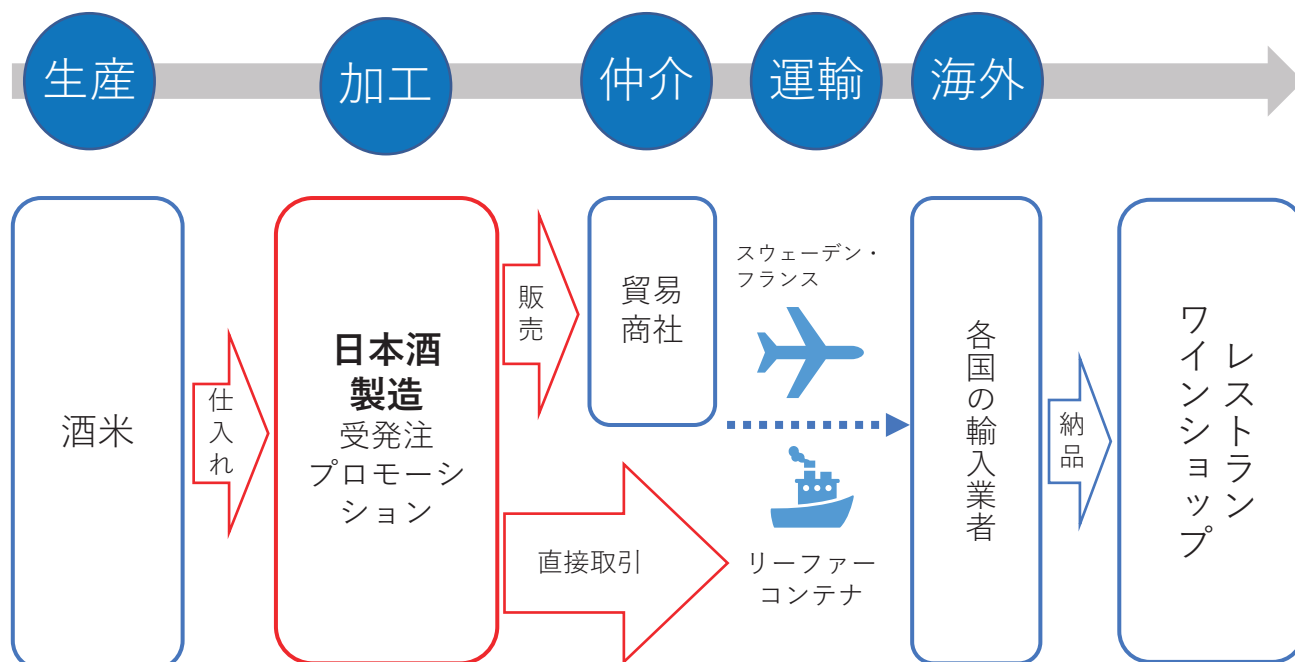 生産
加工
仲介
運輸
海外
酒米
仕入れ
日本酒
製造
受発注
プロモーシ
ョン
販売
貿易
商社
スウェーデン・
フランス
直接取引
リーファー
コンテナ
各国の輸入業者
納品
レストラン
ワインショップ